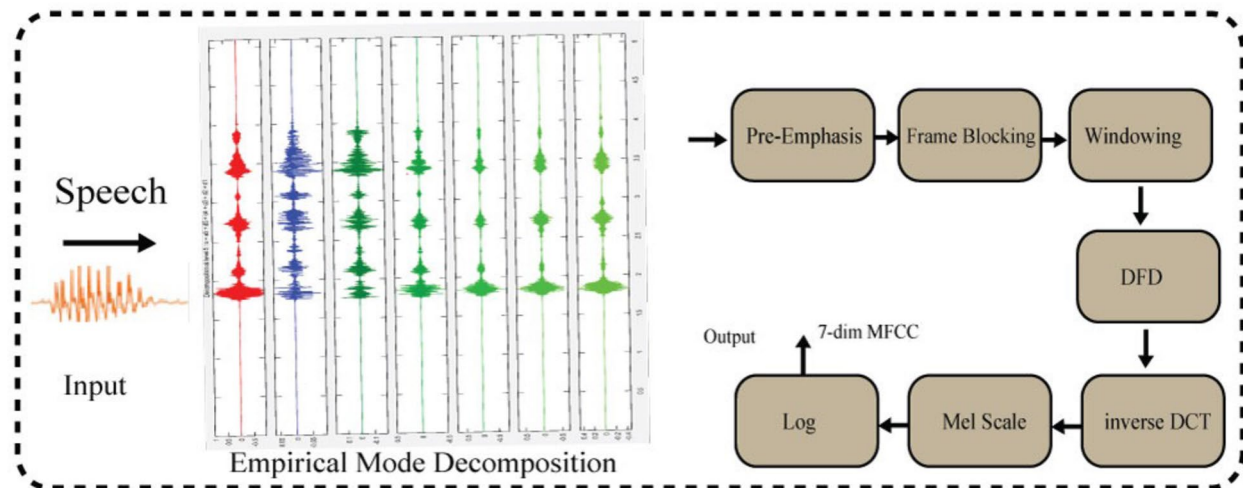 Speech
Input
Empirical Mode Decomposition
Pre-Emphasis
Frame Blocking
Windowing
DFD
inverse DCT
Mel Scale
Log
Output
7-dim MFCC